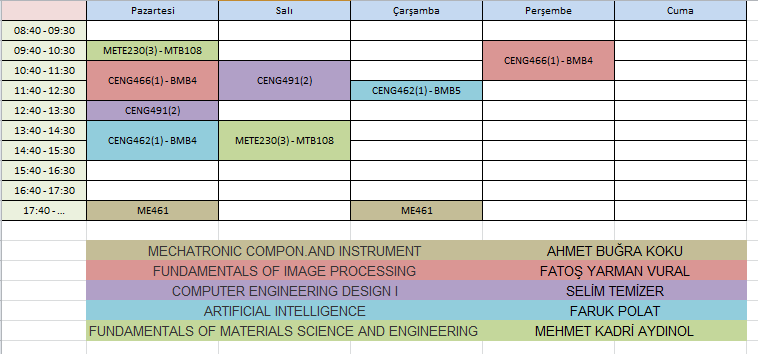 Pazartesi Salı Çarşamba Perşembe Cuma
08:40 - 09:30
09:40 - 10:30 METE230(3) - MTB108
CENG466(1) - BMB4
10:40 - 11:30
CENG466(1) - BMB4 CENG491(2)
11:40 - 12:30 CENG462(1) - BMB5
12:40 - 13:30 CENG491(2)
13:40 - 14:30
CENG462(1) - BMB4 METE230(3) - MTB108
14:40 - 15:30
15:40 - 16:30
16:40 - 17:30
17:40 - ... ME461 ME461
MECHATRONIC COMPON.AND INSTRUMENT AHMET BUĞRA KOKU
FUNDAMENTALS OF IMAGE PROCESSING FATOŞ YARMAN VURAL
COMPUTER ENGINEERING DESIGN I SELİM TEMİZER
ARTIFICIAL INTELLIGENCE FARUK POLAT
FUNDAMENTALS OF MATERIALS SCIENCE AND ENGINEERING MEHMET KADRİ AYDINOL